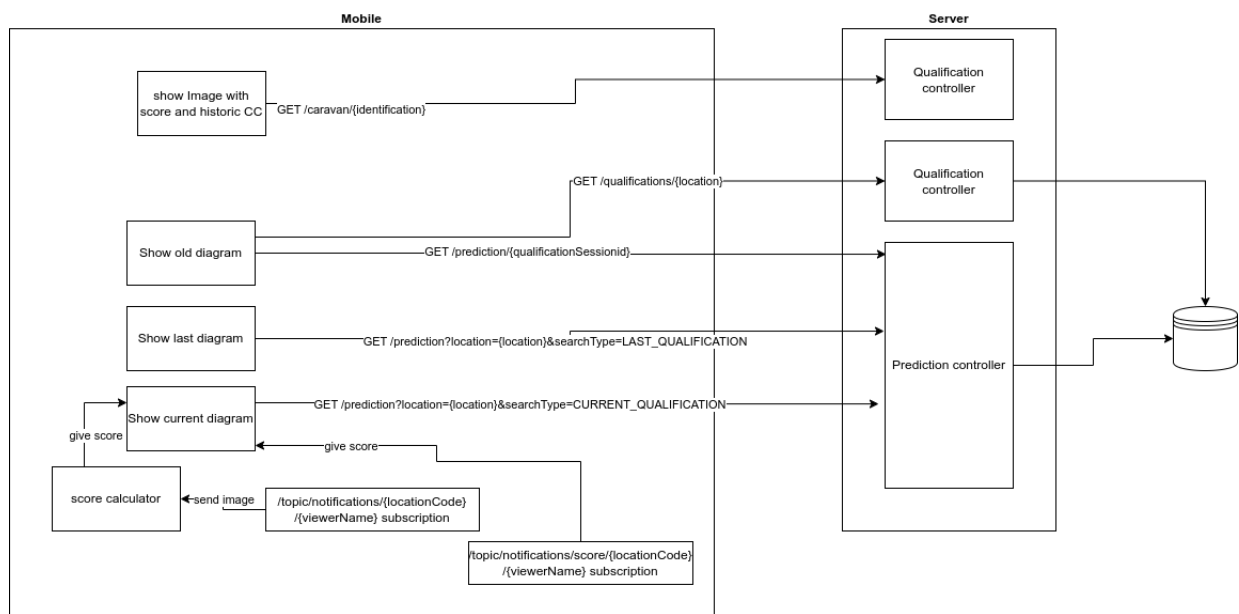 Mobile
Server
show Image with
score and historic CC
GET /caravan/{identification}
Qualification
controller
GET /qualifications/{location}
Qualification
controller
Show old diagram
GET /prediction/{qualificationSessionid}
Show last diagram
GET /prediction?location={location}&searchType=LAST_QUALIFICATION
Prediction controller
Show current diagram
GET /prediction?location={location}&searchType=CURRENT_QUALIFICATION
give score
give score
score calculator
send image
/topic/notifications/{locationCode}
/{viewerName} subscription
/topic/notifications/score/{locationCode}
/{viewerName} subscription